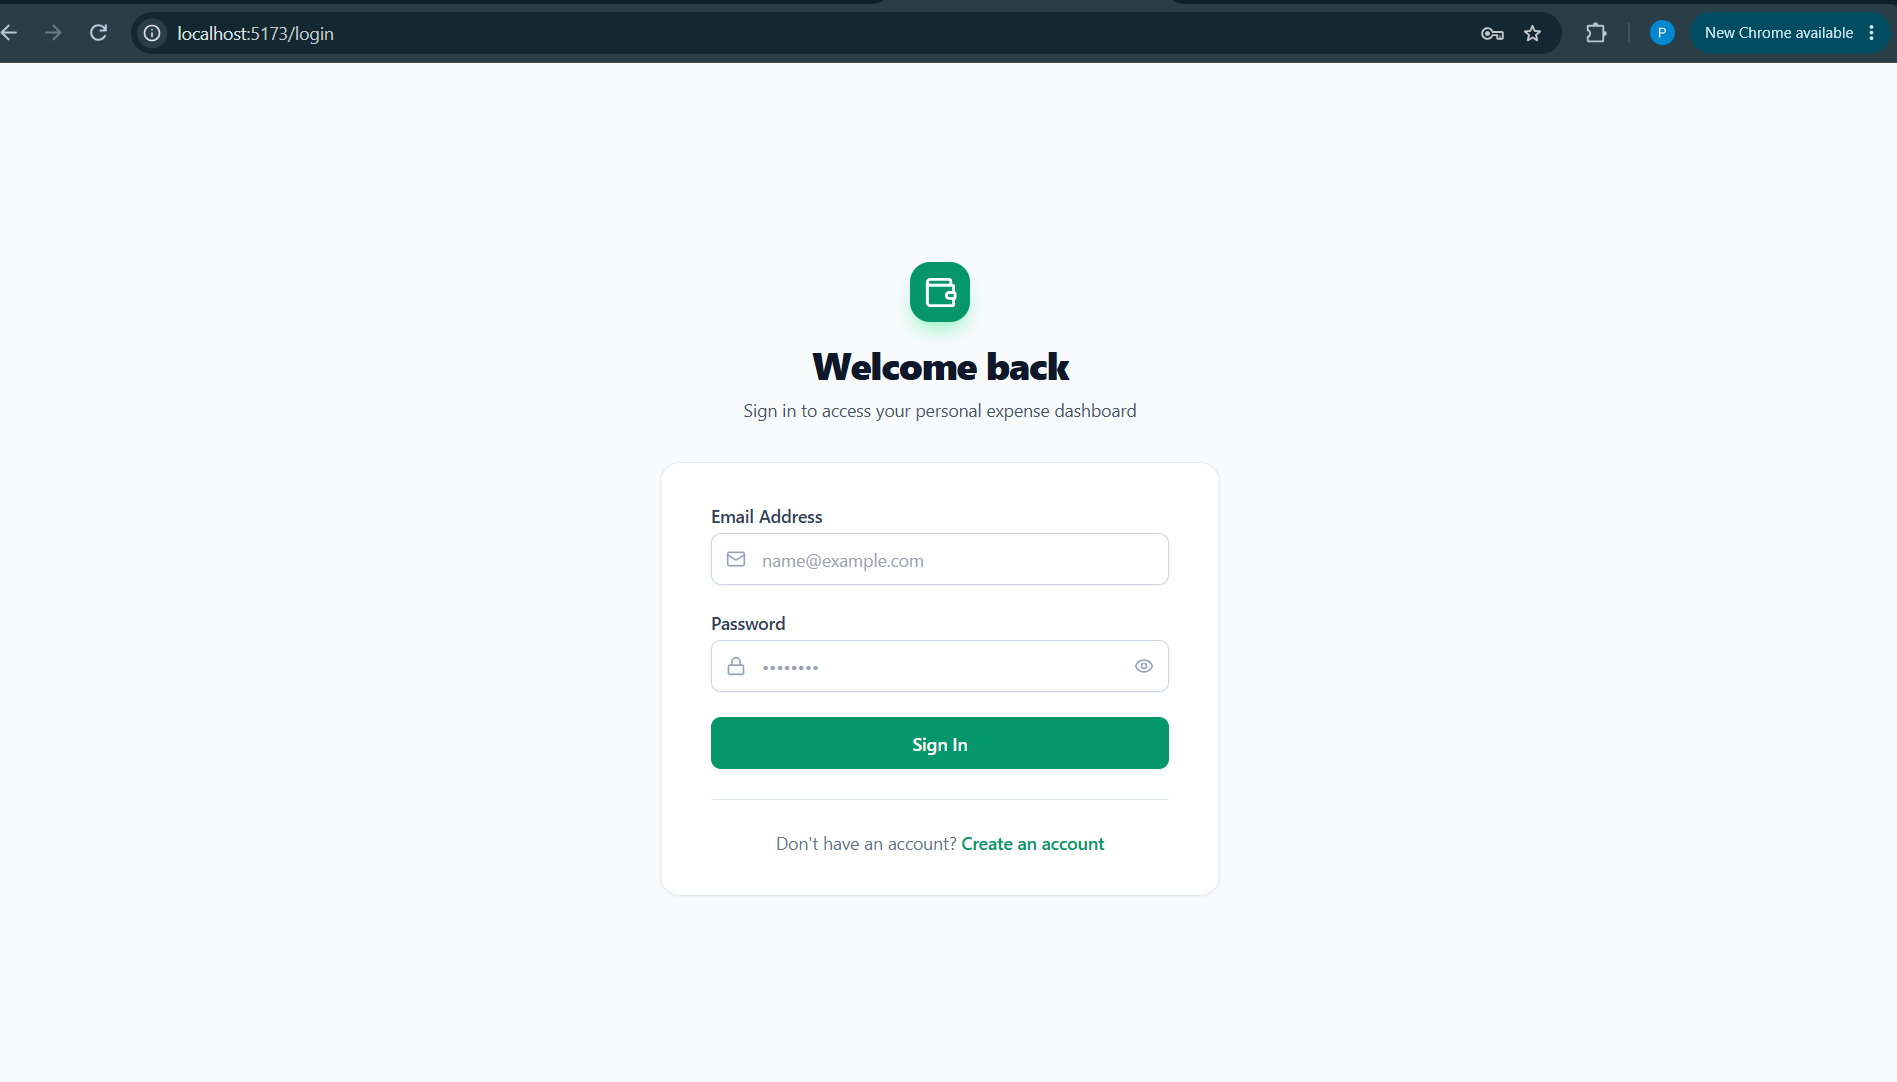 localhost:5173/login
P
New Chrome available
Welcome back
Sign in to access your personal expense dashboard
Email Address
name@example.com
Password
••••••••
Sign In
Don't have an account? Create an account